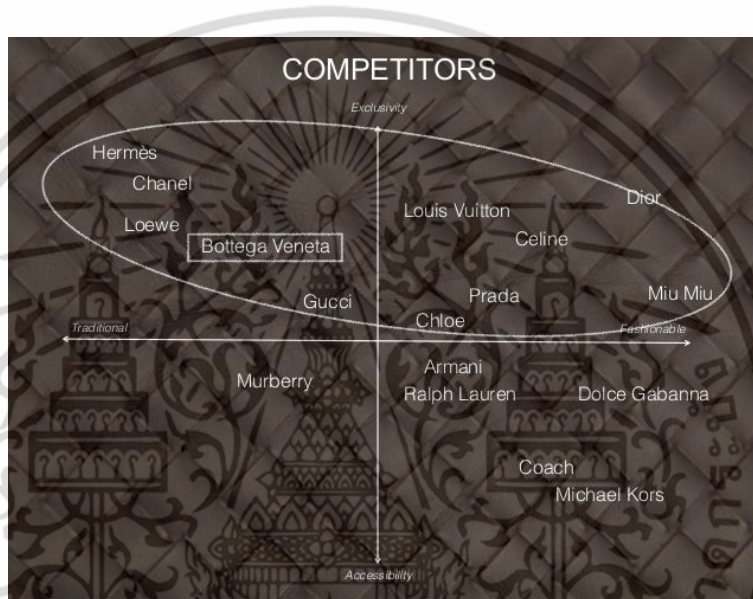 COMPETITORS
Exclusivity
Hermès
Chanel
Dior
Louis Vuitton
Loewe
Celine
Bottega Veneta
Miu Miu
Prada
Gucci
Chloe
Traditional
Fashionable
Armani
Murberry
Ralph Lauren
Dolce Gabanna
Coach
Michael Kors
Accessibility